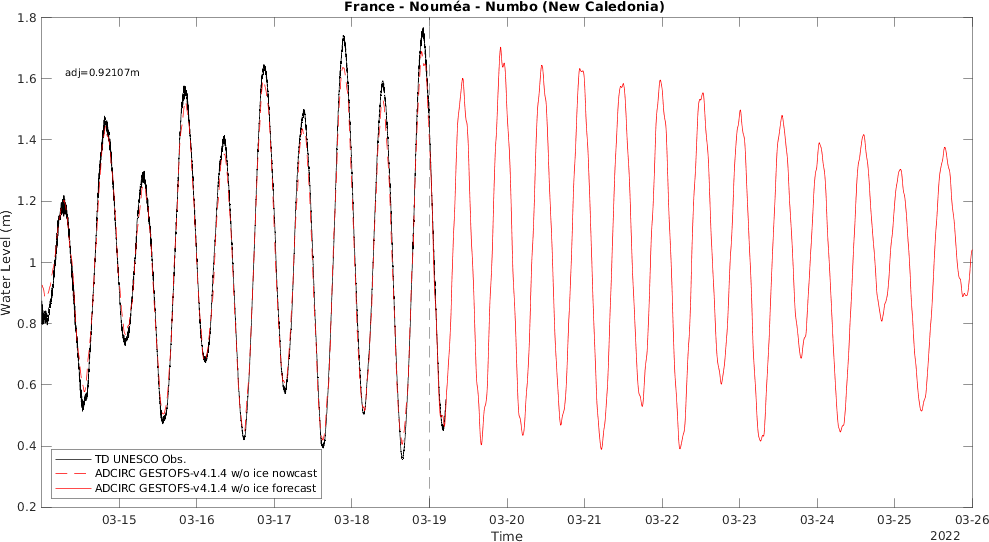 France - Nouméa - Numbo (New Caledonia)
1.8
1.6
1.4
1.2
1
0.8
0.6
0.4
0.2
Water Level (m)
adj=0.92107m
TD UNESCO Obs.
ADCIRC GESTOFS-v4.1.4 w/o ice nowcast
ADCIRC GESTOFS-v4.1.4 w/o ice forecast
03-15 03-16 03-17 03-18 03-19 03-20 03-21 03-22 03-23 03-24 03-25 03-26
Time
2022